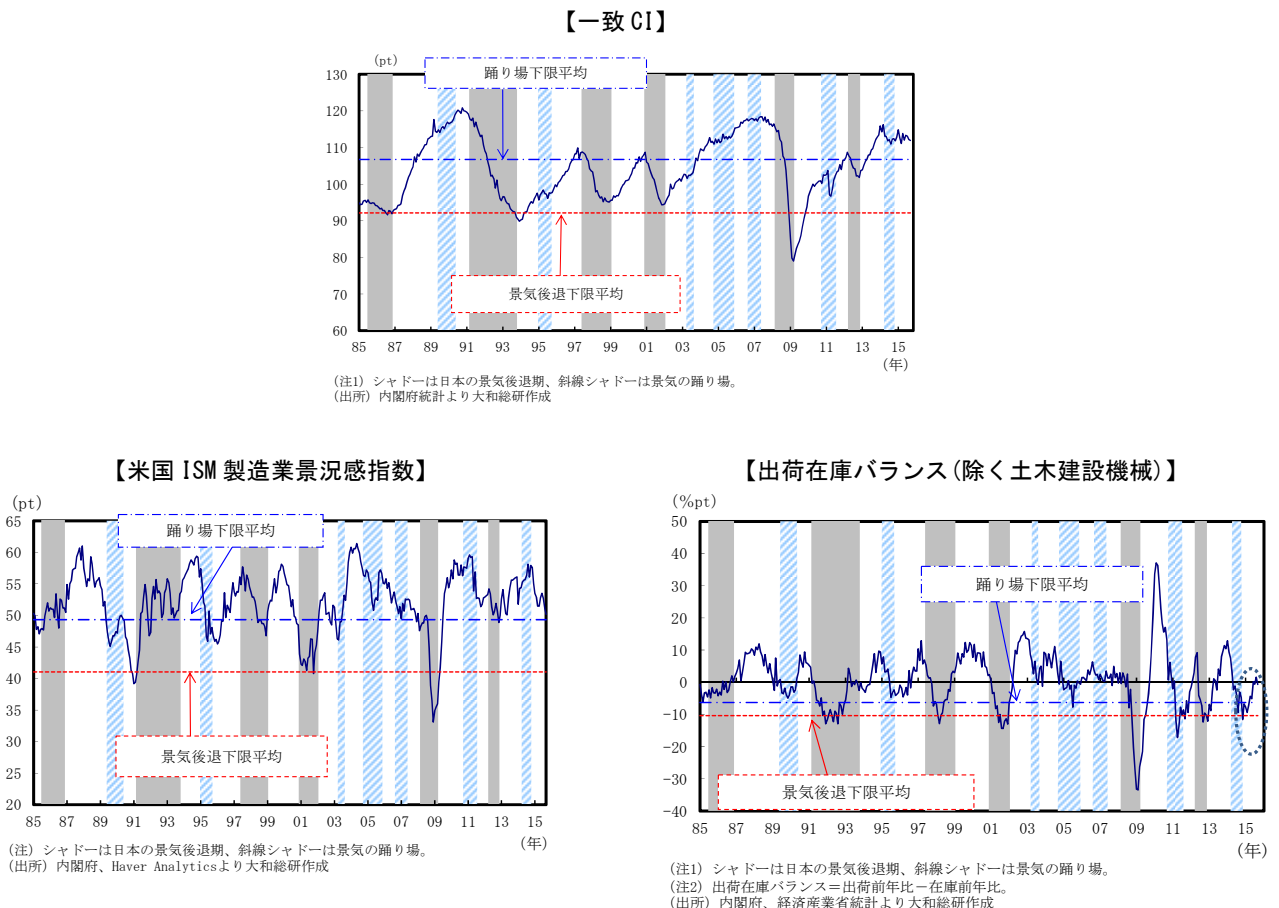 【一致 CI】
(pt)
踊り場下限平均
130
120
110
100
90
80
70
60
景気後退下限平均
85 87 89 91 93 95 97 99 01 03 05 07 09 11 13 15
(年)
(注1) シャドーは日本の景気後退期、斜線シャドーは景気の踊り場。
(出所) 内閣府統計より大和総研作成
【米国 ISM 製造業景況感指数】
(pt)
65
60
55
50
45
40
35
30
25
20
踊り場下限平均
景気後退下限平均
85 87 89 91 93 95 97 99 01 03 05 07 09 11 13 15
(年)
(注) シャドーは日本の景気後退期、斜線シャドーは景気の踊り場。
(出所) 内閣府、Haver Analyticsより大和総研作成
【出荷在庫バランス(除く土木建設機械)】
(%pt)
50
40
30
20
10
0
-10
-20
-30
-40
踊り場下限平均
景気後退下限平均
85 87 89 91 93 95 97 99 01 03 05 07 09 11 13 15
(年)
(注1) シャドーは日本の景気後退期、斜線シャドーは景気の踊り場。
(注2) 出荷在庫バランス＝出荷前年比－在庫前年比。
(出所) 内閣府、経済産業省統計より大和総研作成